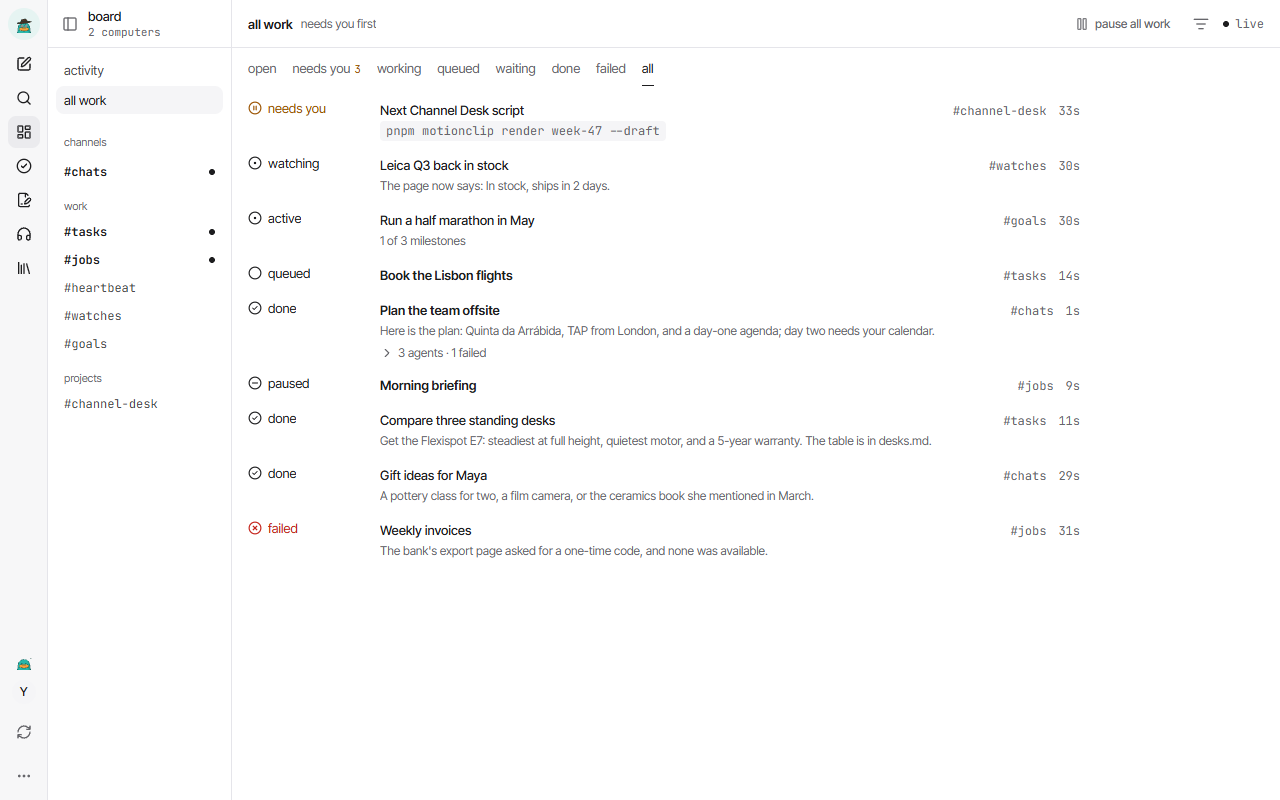 board
2 computers
all work needs you first
pause all work
live
activity
all work
channels
#chats
work
#tasks
#jobs
#heartbeat
#watches
#goals
projects
#channel-desk
open needs you 3 working queued waiting done failed all
needs you Next Channel Desk script #channel-desk 33s
pnpm motionclip render week-47 --draft
watching Leica Q3 back in stock #watches 30s
The page now says: In stock, ships in 2 days.
active Run a half marathon in May #goals 30s
1 of 3 milestones
queued Book the Lisbon flights #tasks 14s
done Plan the team offsite #chats 1s
Here is the plan: Quinta da Arrábida, TAP from London, and a day-one agenda; day two needs your calendar.
3 agents · 1 failed
paused Morning briefing #jobs 9s
done Compare three standing desks #tasks 11s
Get the Flexispot E7: steadiest at full height, quietest motor, and a 5-year warranty. The table is in desks.md.
done Gift ideas for Maya #chats 29s
A pottery class for two, a film camera, or the ceramics book she mentioned in March.
failed Weekly invoices #jobs 31s
The bank's export page asked for a one-time code, and none was available.
Y